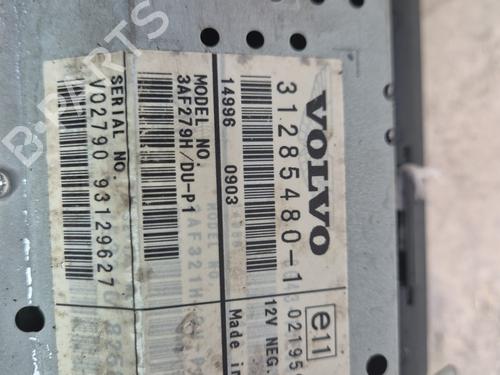 VOLVO
31285480-1
14996 0903
MODEL NO.
3AF279H/DU-P1
SERIAL NO.
V02790 93129627
e11
02195
12V NEG.
Made in
B-PARTS